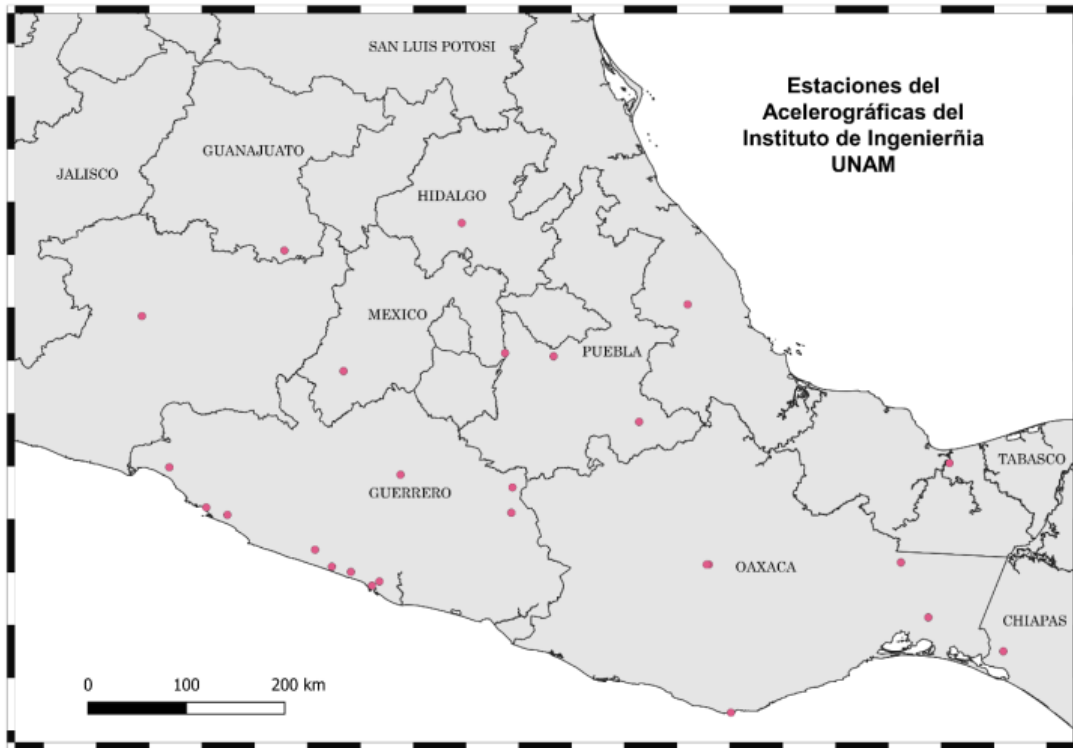 SAN LUIS POTOSI
Estaciones del
Acelerográficas del
Instituto de Ingenierñia
UNAM
GUANAJUATO
JALISCO
HIDALGO
MEXICO
PUEBLA
TABASCO
GUERRERO
OAXACA
CHIAPAS
0 100 200 km